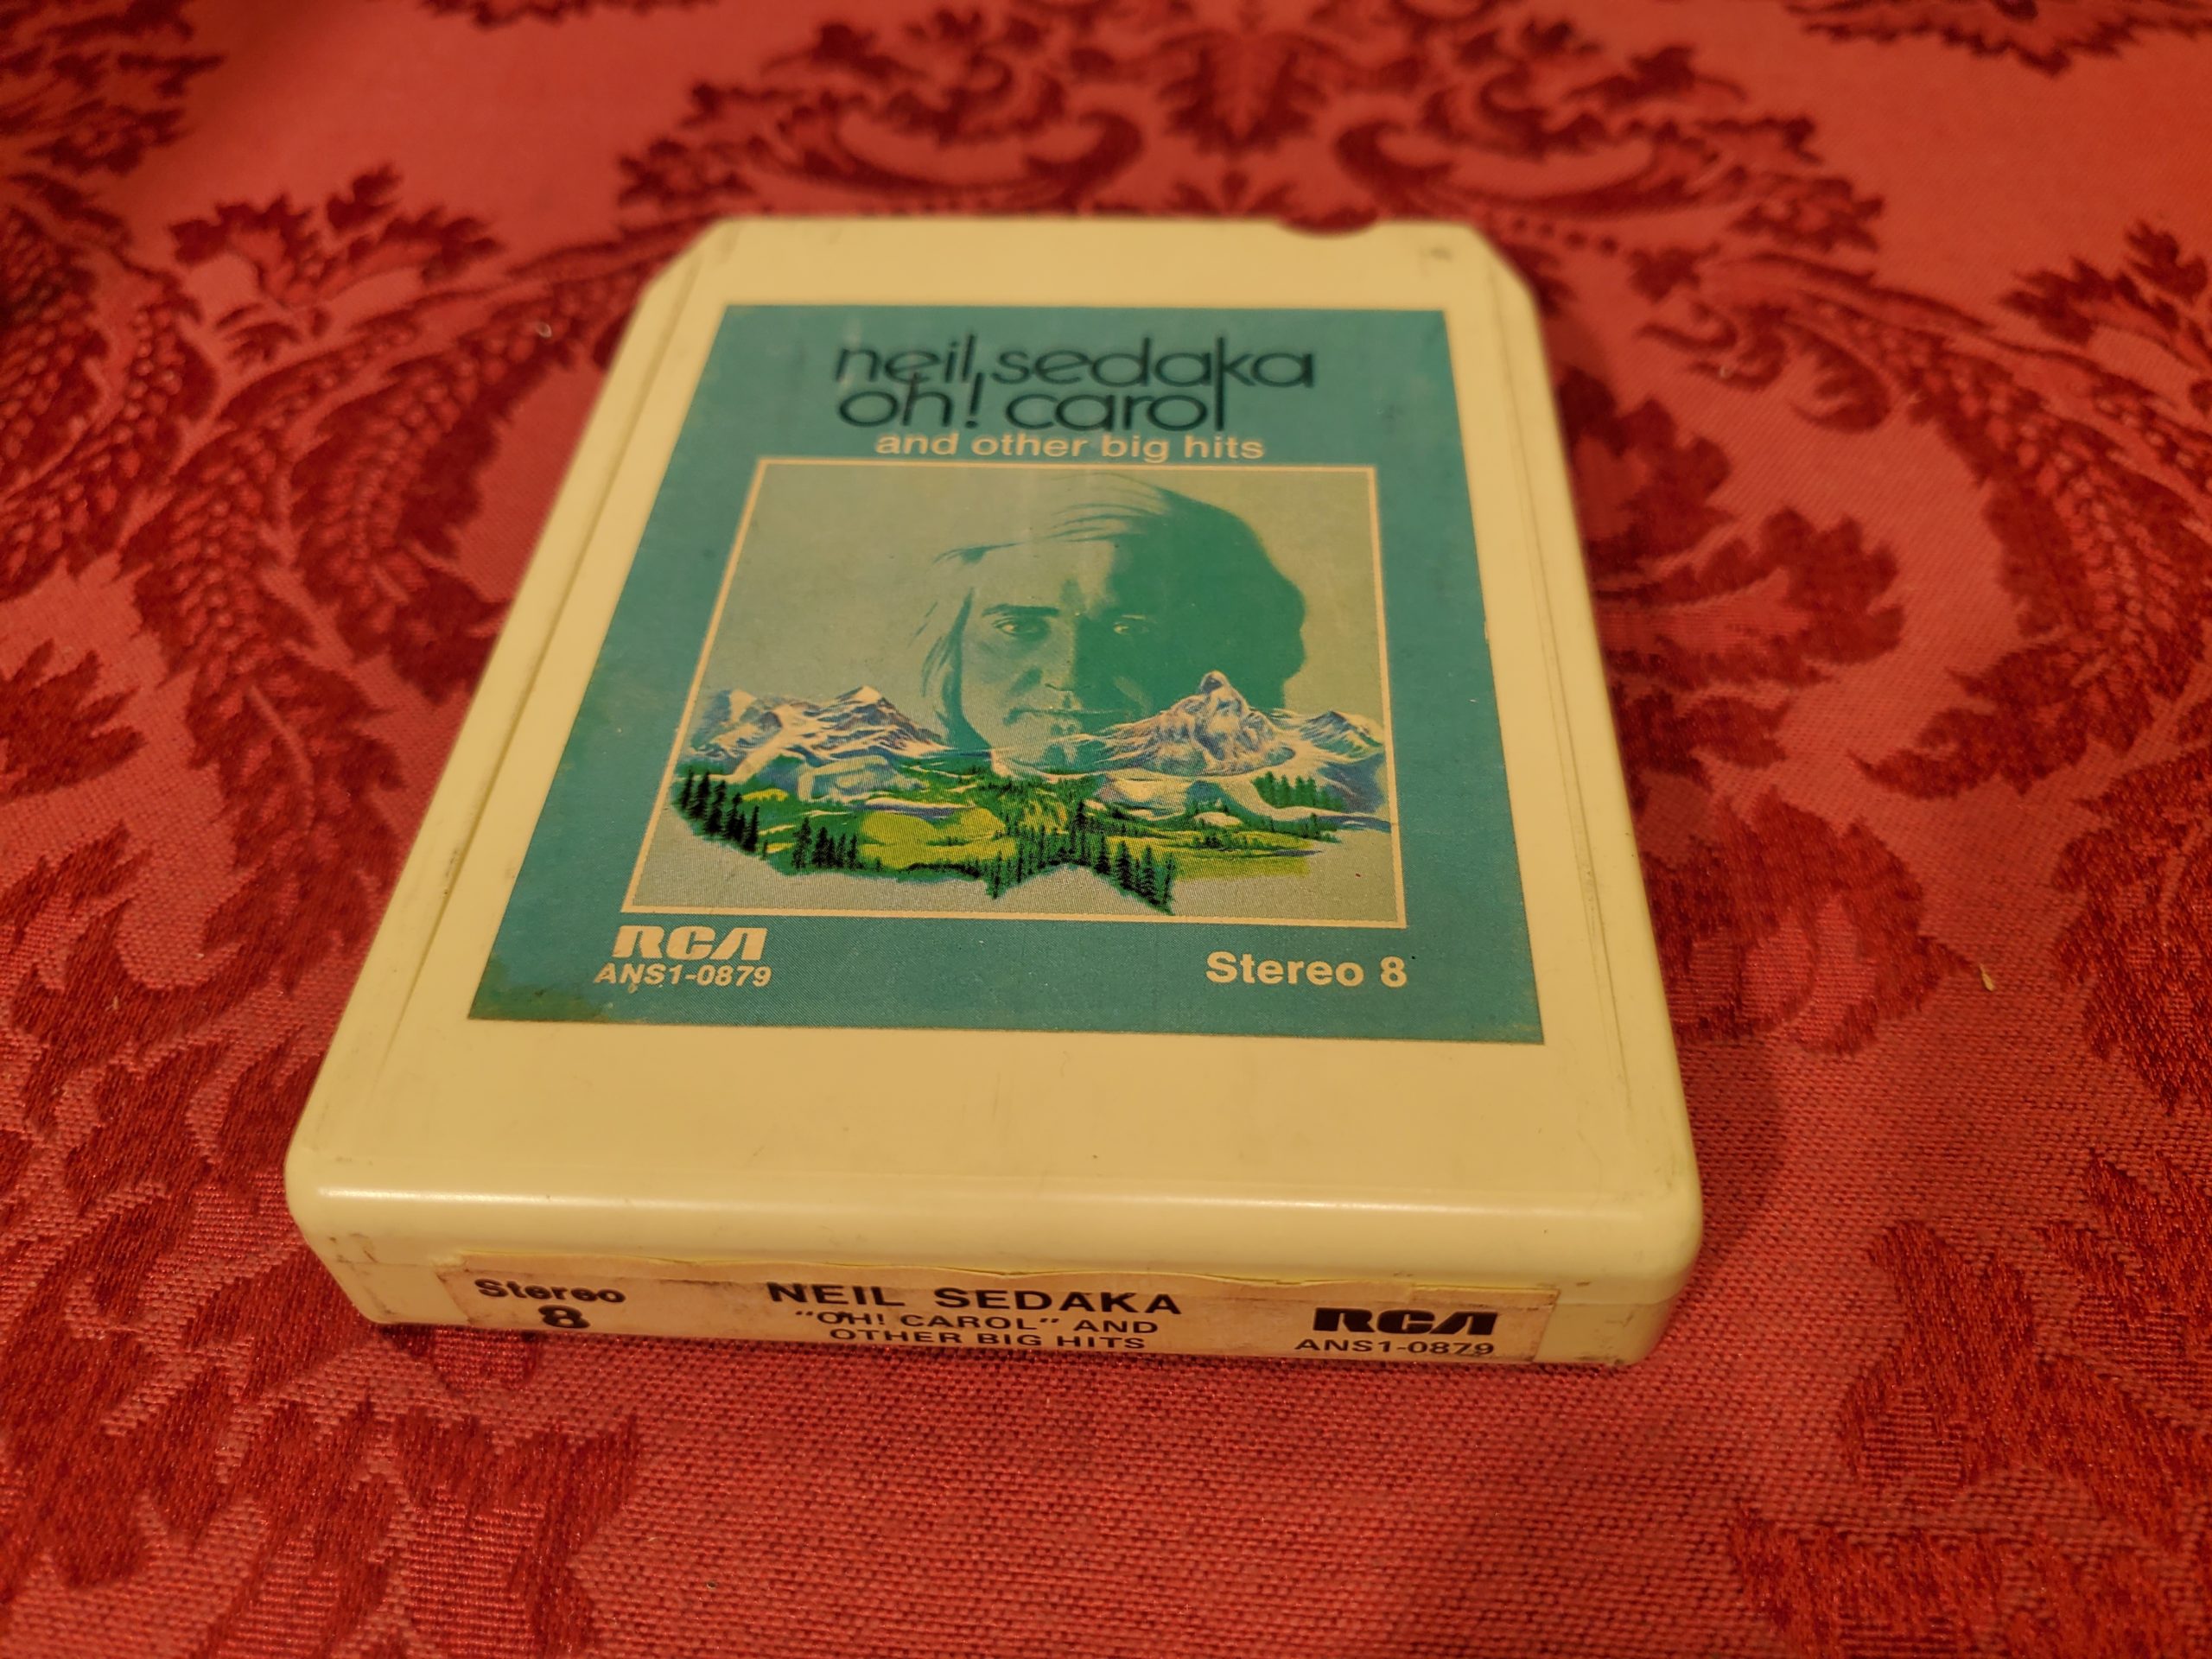 neil sedaka
oh! carol
and other big hits
RCA
ANS1-0879
Stereo 8
Stereo
8
NEIL SEDAKA
"OH! CAROL" AND
OTHER BIG HITS
RCA
ANS1-0879